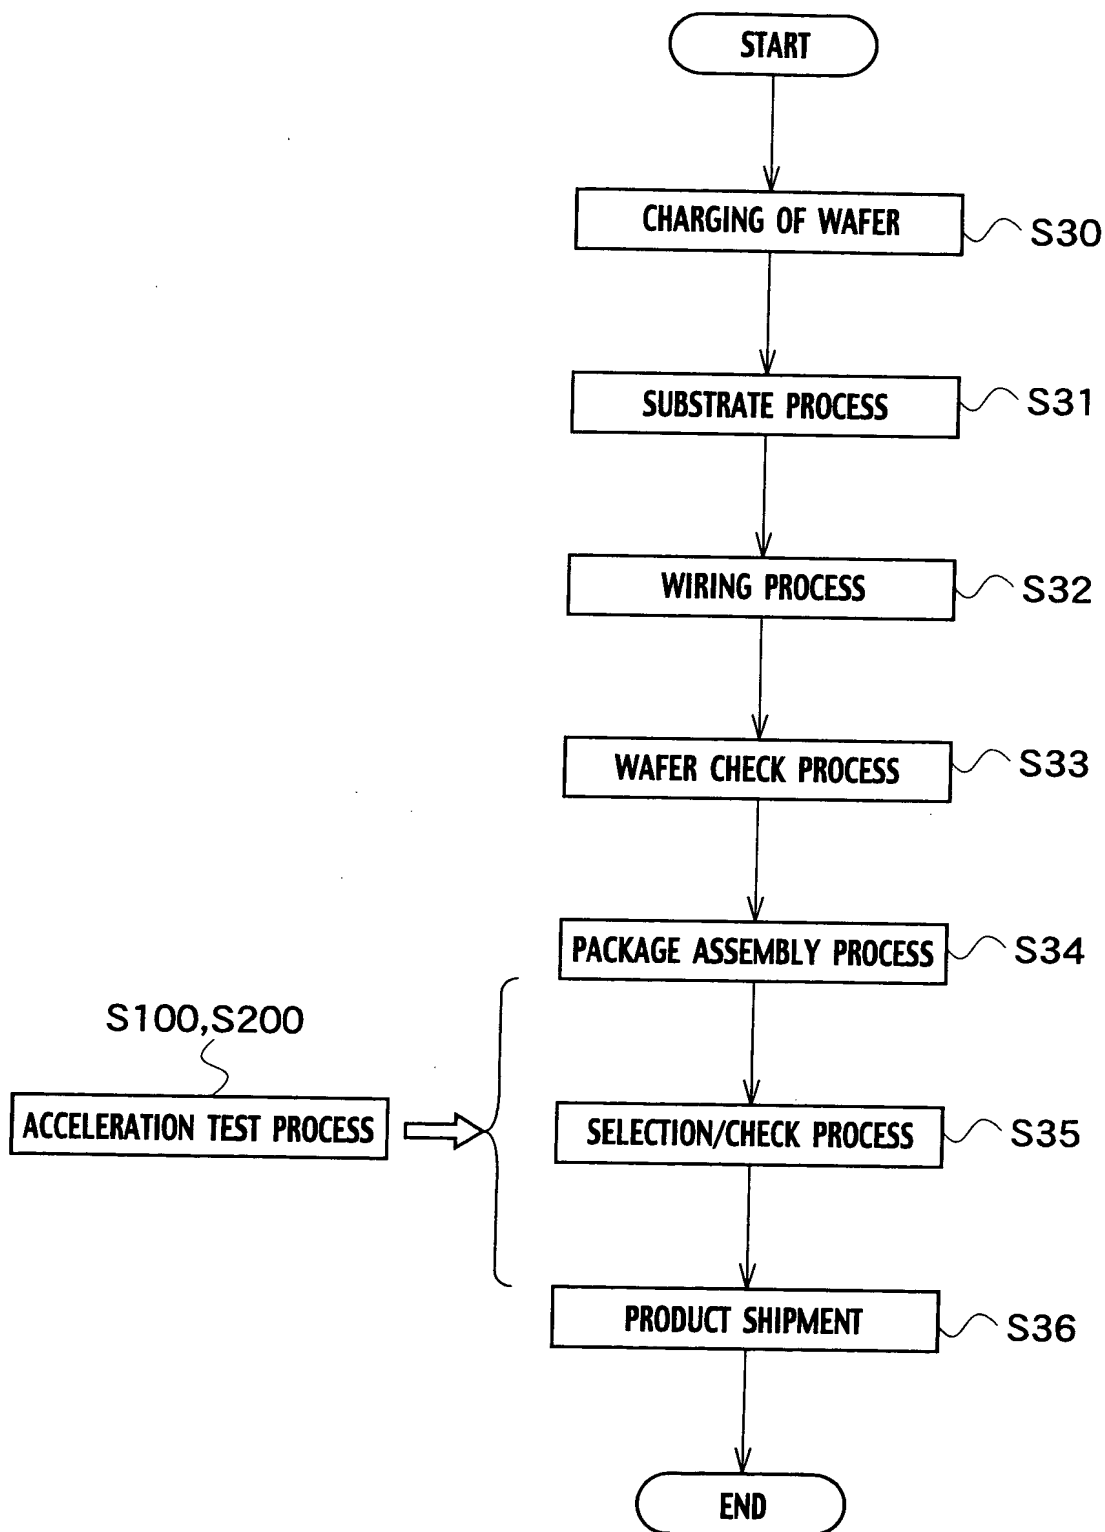 START
CHARGING OF WAFER
S30
SUBSTRATE PROCESS
S31
WIRING PROCESS
S32
WAFER CHECK PROCESS
S33
PACKAGE ASSEMBLY PROCESS
S34
S100,S200
ACCELERATION TEST PROCESS
SELECTION/CHECK PROCESS
S35
PRODUCT SHIPMENT
S36
END